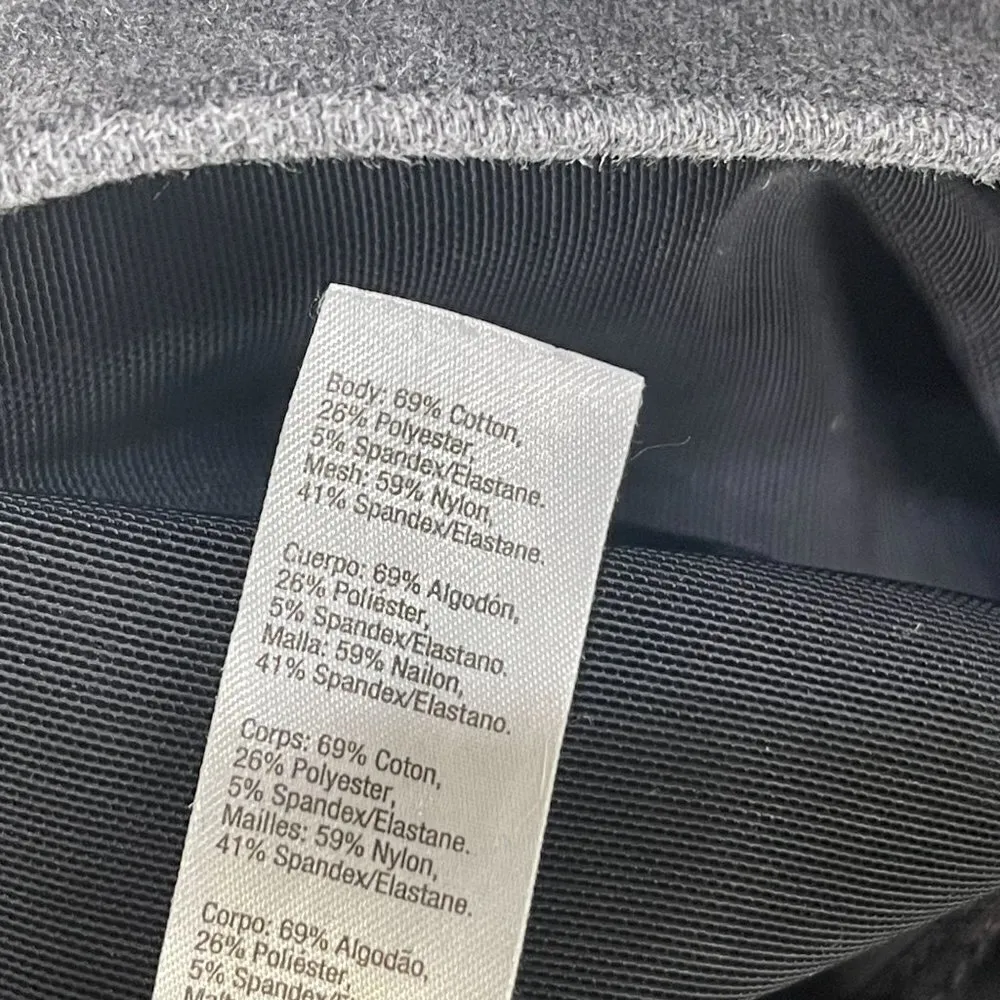 Body: 69% Cotton,
26% Polyester,
5% Spandex/Elastane.
Mesh: 59% Nylon,
41% Spandex/Elastane.
Cuerpo: 69% Algodón,
26% Poliéster,
5% Spandex/Elastano.
Malla: 59% Nailon,
41% Spandex/Elastano.
Corps: 69% Coton,
26% Polyester,
5% Spandex/Elastane.
Mailles: 59% Nylon,
41% Spandex/Elastane.
Corpo: 69% Algodão,
26% Poliéster,
5%